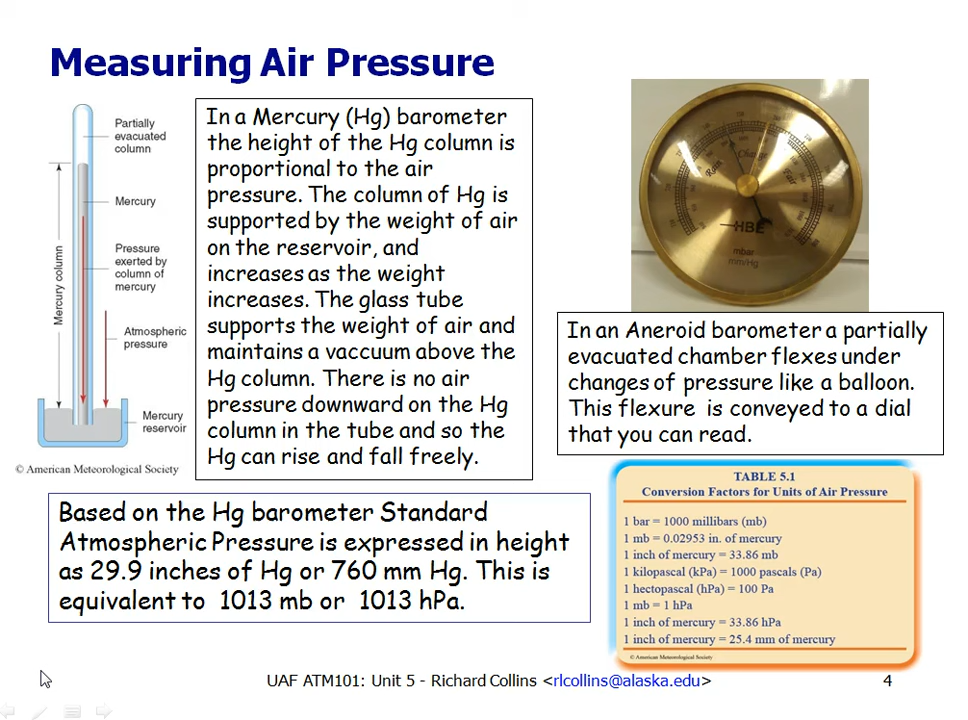 Measuring Air Pressure
Partially
evacuated
column
Mercury
Pressure
exerted by
column of
mercury
Mercury column
Atmospheric
pressure
Mercury
reservoir
© American Meteorological Society
In a Mercury (Hg) barometer
the height of the Hg column is
proportional to the air
pressure. The column of Hg is
supported by the weight of air
on the reservoir, and
increases as the weight
increases. The glass tube
supports the weight of air and
maintains a vaccuum above the
Hg column. There is no air
pressure downward on the Hg
column in the tube and so the
Hg can rise and fall freely.
Rain
Change
Fair
HBE
mbar
mm/Hg
In an Aneroid barometer a partially
evacuated chamber flexes under
changes of pressure like a balloon.
This flexure is conveyed to a dial
that you can read.
Based on the Hg barometer Standard
Atmospheric Pressure is expressed in height
as 29.9 inches of Hg or 760 mm Hg. This is
equivalent to 1013 mb or 1013 hPa.
TABLE 5.1
Conversion Factors for Units of Air Pressure
1 bar = 1000 millibars (mb)
1 mb = 0.02953 in. of mercury
1 inch of mercury = 33.86 mb
1 kilopascal (kPa) = 1000 pascals (Pa)
1 hectopascal (hPa) = 100 Pa
1 mb = 1 hPa
1 inch of mercury = 33.86 hPa
1 inch of mercury = 25.4 mm of mercury
© American Meteorological Society
UAF ATM101: Unit 5 - Richard Collins <rlcollins@alaska.edu>
4